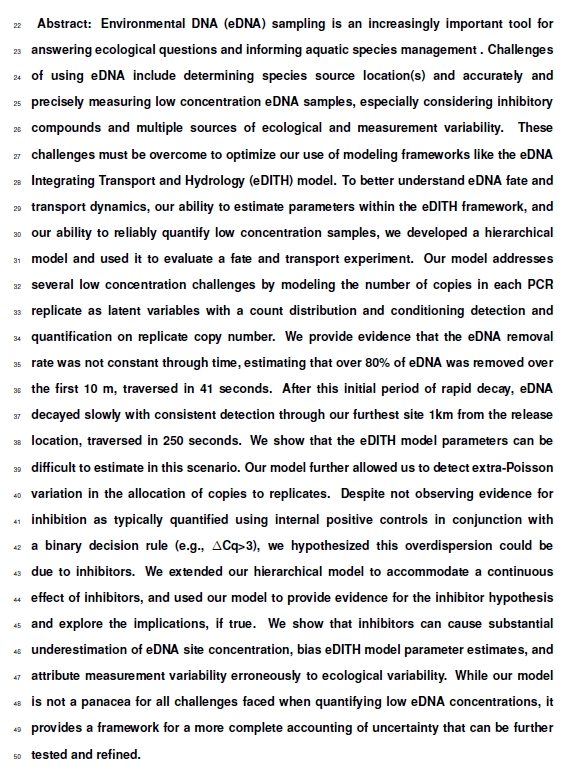 22 Abstract: Environmental DNA (eDNA) sampling is an increasingly important tool for
23 answering ecological questions and informing aquatic species management . Challenges
24 of using eDNA include determining species source location(s) and accurately and
25 precisely measuring low concentration eDNA samples, especially considering inhibitory
26 compounds and multiple sources of ecological and measurement variability. These
27 challenges must be overcome to optimize our use of modeling frameworks like the eDNA
28 Integrating Transport and Hydrology (eDITH) model. To better understand eDNA fate and
29 transport dynamics, our ability to estimate parameters within the eDITH framework, and
30 our ability to reliably quantify low concentration samples, we developed a hierarchical
31 model and used it to evaluate a fate and transport experiment. Our model addresses
32 several low concentration challenges by modeling the number of copies in each PCR
33 replicate as latent variables with a count distribution and conditioning detection and
34 quantification on replicate copy number. We provide evidence that the eDNA removal
35 rate was not constant through time, estimating that over 80% of eDNA was removed over
36 the first 10 m, traversed in 41 seconds. After this initial period of rapid decay, eDNA
37 decayed slowly with consistent detection through our furthest site 1km from the release
38 location, traversed in 250 seconds. We show that the eDITH model parameters can be
39 difficult to estimate in this scenario. Our model further allowed us to detect extra-Poisson
40 variation in the allocation of copies to replicates. Despite not observing evidence for
41 inhibition as typically quantified using internal positive controls in conjunction with
42 a binary decision rule (e.g., ΔCq>3), we hypothesized this overdispersion could be
43 due to inhibitors. We extended our hierarchical model to accommodate a continuous
44 effect of inhibitors, and used our model to provide evidence for the inhibitor hypothesis
45 and explore the implications, if true. We show that inhibitors can cause substantial
46 underestimation of eDNA site concentration, bias eDITH model parameter estimates, and
47 attribute measurement variability erroneously to ecological variability. While our model
48 is not a panacea for all challenges faced when quantifying low eDNA concentrations, it
49 provides a framework for a more complete accounting of uncertainty that can be further
50 tested and refined.